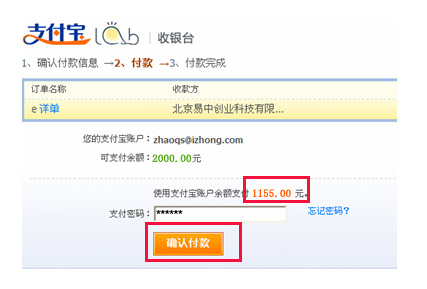 支付宝 Lab | 收银台
1、确认付款信息 →2、付款 →3、付款完成
订单名称 收款方
e 详单 北京易中创业科技有限...
您的支付宝账户: zhaoqs@izhong.com
可支付余额: 2000.00元
使用支付宝账户余额支付 1155.00 元。
支付密码: ****** 忘记密码?
确认付款